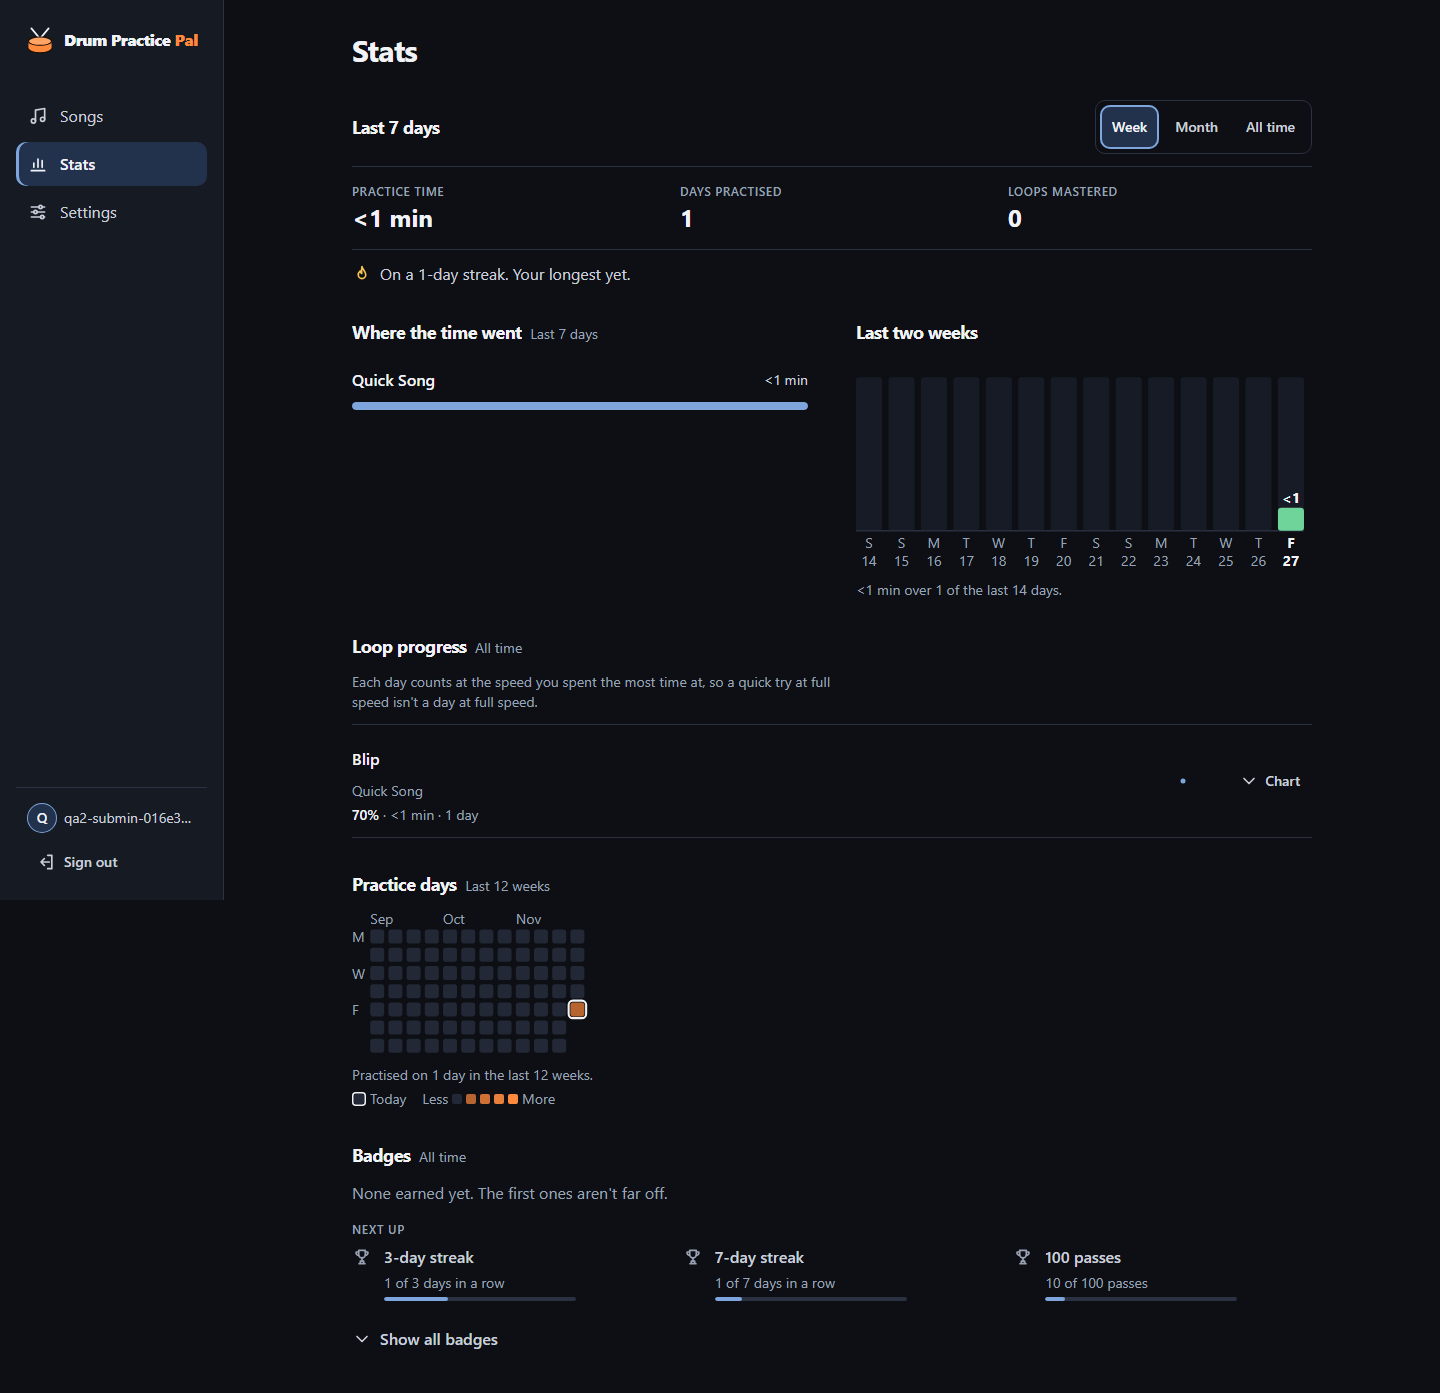 Drum Practice Pal
Songs
Stats
Settings
qa2-submin-016e3...
Sign out
Stats
Last 7 days
Week Month All time
PRACTICE TIME DAYS PRACTISED LOOPS MASTERED
<1 min 1 0
On a 1-day streak. Your longest yet.
Where the time went Last 7 days
Quick Song <1 min
Last two weeks
<1
S S M T W T F S S M T W T F
14 15 16 17 18 19 20 21 22 23 24 25 26 27
<1 min over 1 of the last 14 days.
Loop progress All time
Each day counts at the speed you spent the most time at, so a quick try at full
speed isn't a day at full speed.
Blip
Quick Song
70% · <1 min · 1 day
Chart
Practice days Last 12 weeks
Sep Oct Nov
M
W
F
Practised on 1 day in the last 12 weeks.
Today Less More
Badges All time
None earned yet. The first ones aren't far off.
NEXT UP
3-day streak 7-day streak 100 passes
1 of 3 days in a row 1 of 7 days in a row 10 of 100 passes
Show all badges